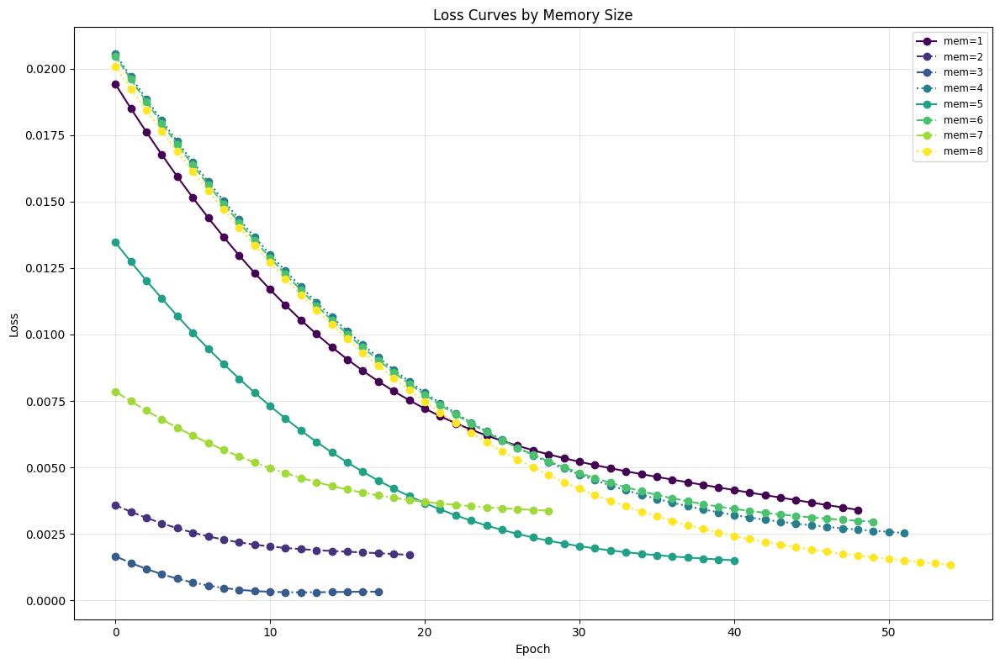 Loss Curves by Memory Size
mem=1
mem=2
mem=3
mem=4
mem=5
mem=6
mem=7
mem=8
Loss
0.0200
0.0175
0.0150
0.0125
0.0100
0.0075
0.0050
0.0025
0.0000
0
10
20
30
40
50
Epoch